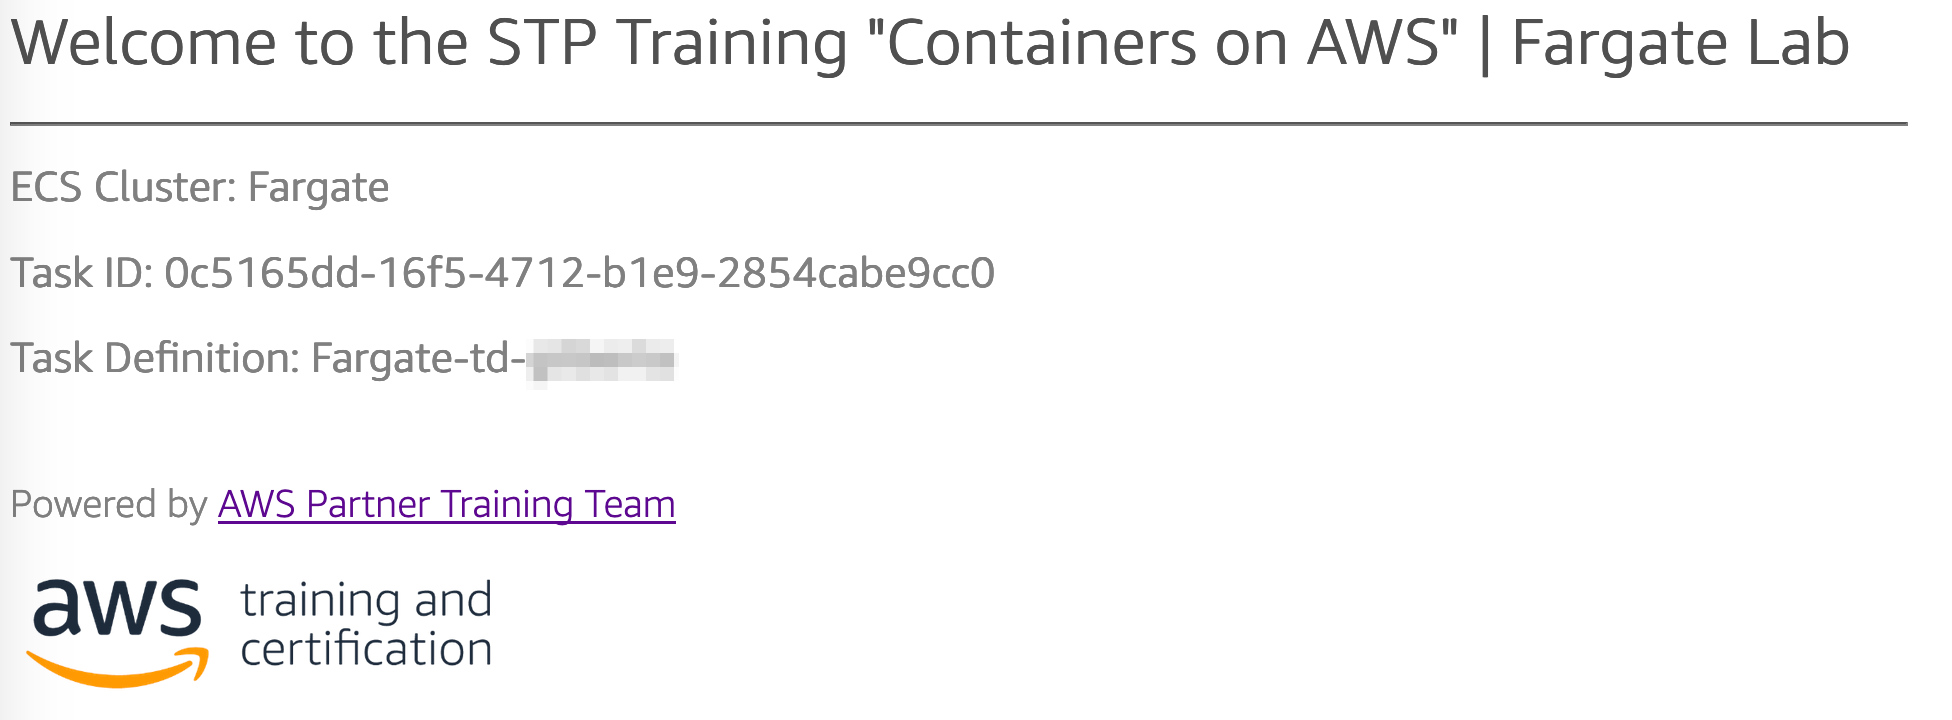 Welcome to the STP Training "Containers on AWS" | Fargate Lab
ECS Cluster: Fargate
Task ID: 0c5165dd-16f5-4712-b1e9-2854cabe9cc0
Task Definition: Fargate-td-
Powered by AWS Partner Training Team
aws training and
certification